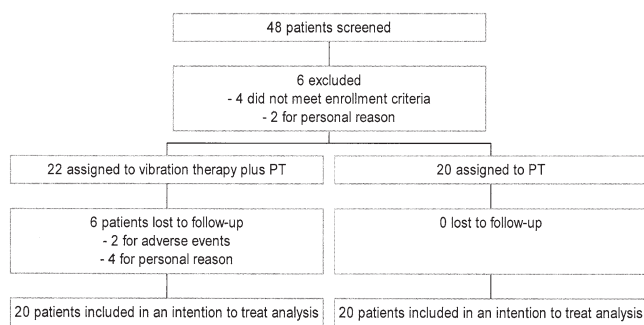 48 patients screened
6 excluded
- 4 did not meet enrollment criteria
- 2 for personal reason
22 assigned to vibration therapy plus PT
20 assigned to PT
6 patients lost to follow-up
- 2 for adverse events
- 4 for personal reason
0 lost to follow-up
20 patients included in an intention to treat analysis
20 patients included in an intention to treat analysis